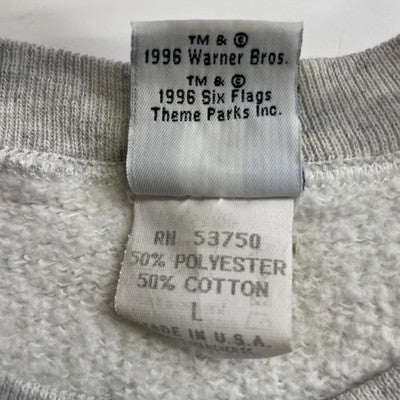 TM & ©
1996 Warner Bros.
TM & ©
1996 Six Flags
Theme Parks Inc.
RN 53750
50% POLYESTER
50% COTTON
L
MADE IN U.S.A.